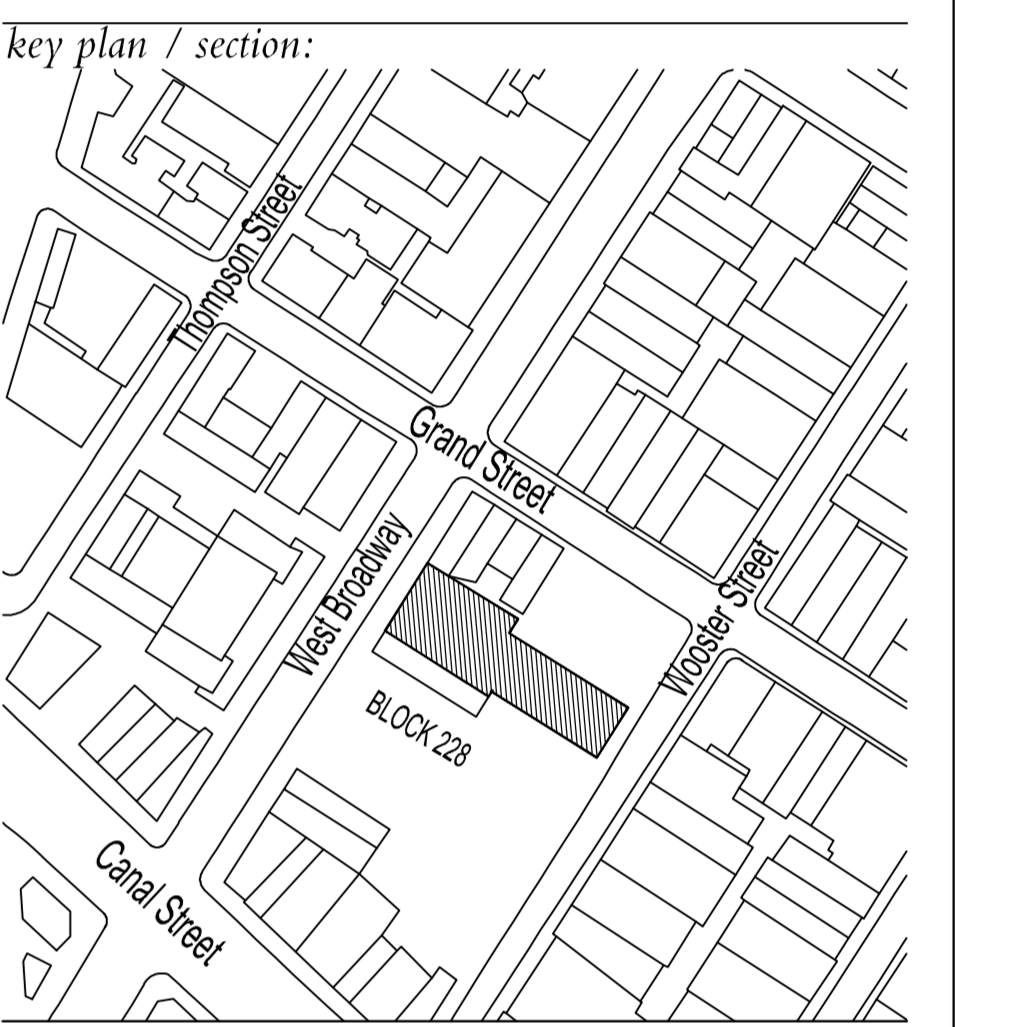 key plan / section:
Thompson Street
Grand Street
West Broadway
Wooster Street
BLOCK 228
Canal Street